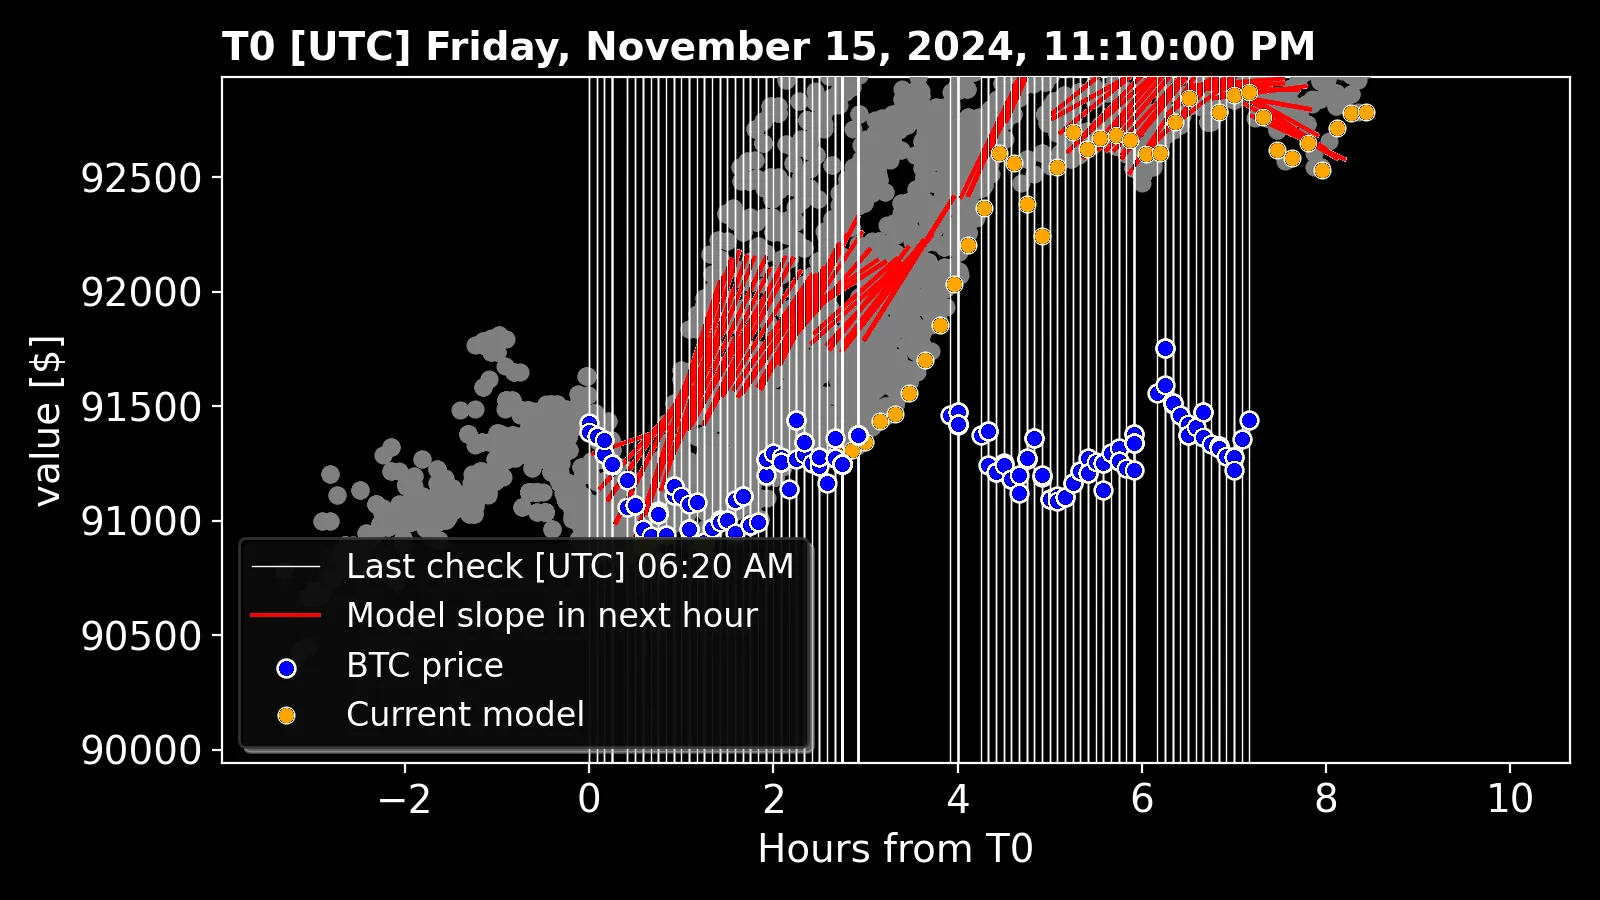 T0 [UTC] Friday, November 15, 2024, 11:10:00 PM
value [$]
92500
92000
91500
91000
90500
90000
Last check [UTC] 06:20 AM
Model slope in next hour
BTC price
Current model
−2 0 2 4 6 8 10
Hours from T0